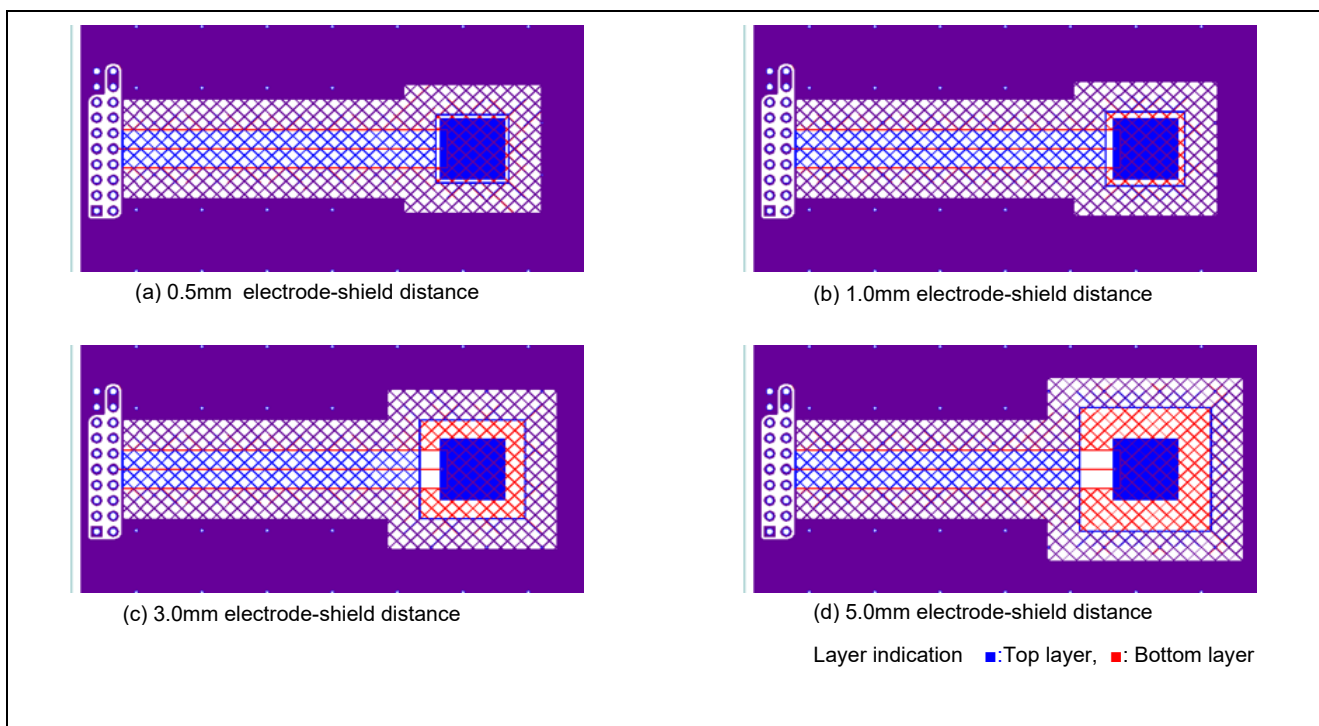 (a) 0.5mm  electrode-shield distance
(b) 1.0mm electrode-shield distance
(c) 3.0mm electrode-shield distance
(d) 5.0mm electrode-shield distance
Layer indication ■:Top layer, ■: Bottom layer